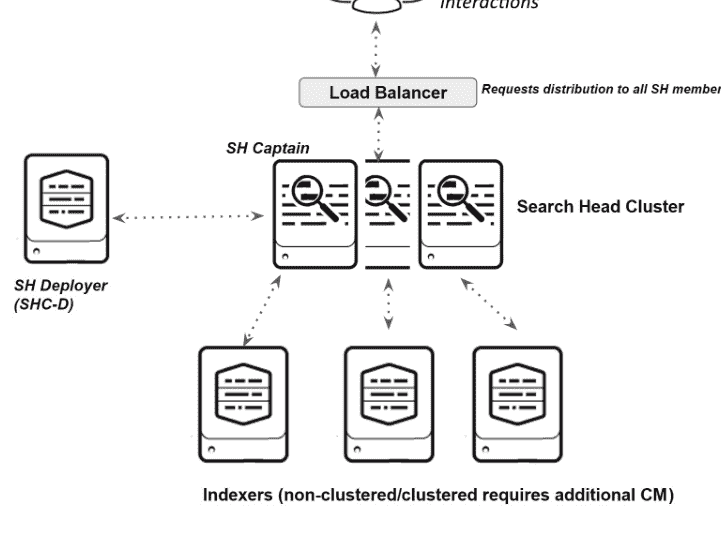 Interactions
Load Balancer
Requests distribution to all SH member
SH Captain
Search Head Cluster
SH Deployer
(SHC-D)
Indexers (non-clustered/clustered requires additional CM)